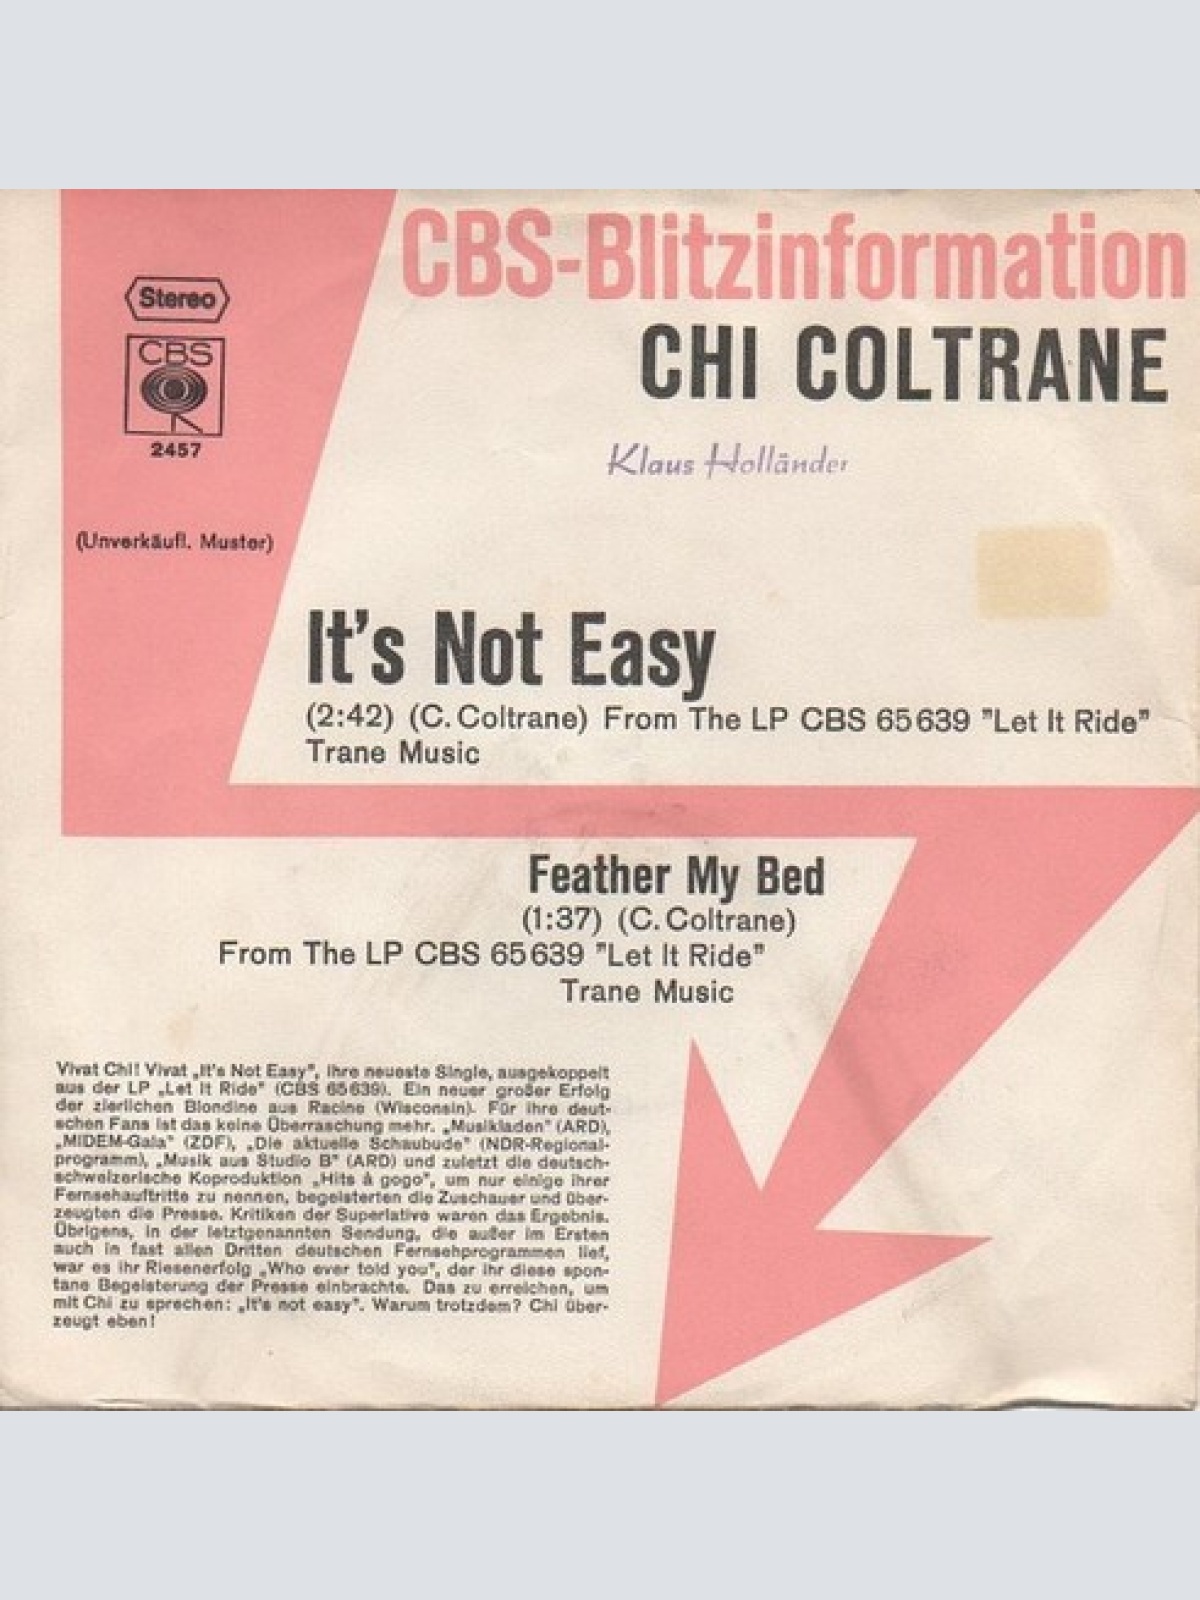 CBS-Blitzinformation
CHI COLTRANE
Stereo
CBS
2457
Klaus Holländer
(Unverkäufl. Muster)
It's Not Easy
(2:42) (C. Coltrane) From The LP CBS 65 639 "Let It Ride"
Trane Music
Feather My Bed
(1:37) (C. Coltrane)
From The LP CBS 65 639 "Let It Ride"
Trane Music
Vivat Chi! Vivat „It's Not Easy", ihre neueste Single, ausgekoppelt
aus der LP „Let It Ride" (CBS 65 639). Ein neuer großer Erfolg
der zierlichen Blondine aus Racine (Wisconsin). Für ihre deut-
schen Fans ist das keine Überraschung mehr. „Musikladen" (ARD),
„MIDEM-Gala" (ZDF), „Die aktuelle Schaubude" (NDR-Regional-
programm), „Musik aus Studio B" (ARD) und zuletzt die deutsch-
schweizerische Koproduktion „Hits à gogo", um nur einige ihrer
Fernsehauftritte zu nennen, begeisterten die Zuschauer und über-
zeugten die Presse. Kritiken der Superlative waren das Ergebnis.
Übrigens, in der letztgenannten Sendung, die außer im Ersten
auch in fast allen Dritten deutschen Fernsehprogrammen lief,
war es ihr Riesenerfolg „Who ever told you", der ihr diese spon-
tane Begeisterung der Presse einbrachte. Das zu erreichen, um
mit Chi zu sprechen: „It's not easy". Warum trotzdem? Chi über-
zeugt eben!